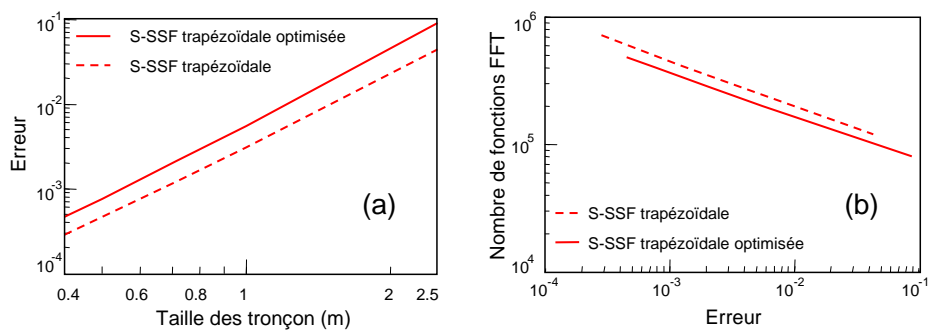 10-1
S-SSF trapézoïdale optimisée
S-SSF trapézoïdale
10-2
Erreur
10-3
(a)
10-4
0.4 0.6 0.8 1 2 2.5
Taille des tronçon (m)
106
Nombre de fonctions FFT
105
S-SSF trapézoïdale
(b)
S-SSF trapézoïdale optimisée
104
10-4 10-3 10-2 10-1
Erreur